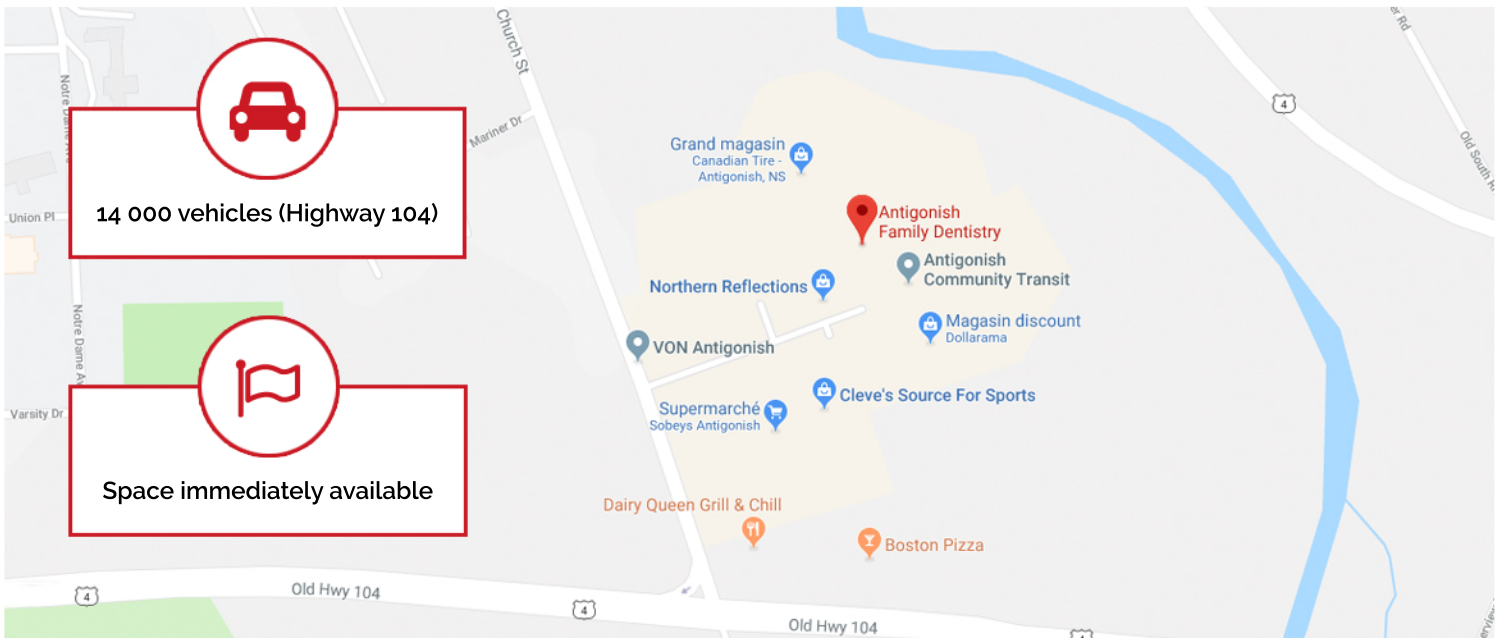 Church St
Notre Dame Ave
Mariner Dr
14 000 vehicles (Highway 104)
Union Pl
Grand magasin
Canadian Tire -
Antigonish, NS
4
Antigonish
Family Dentistry
Antigonish
Community Transit
Northern Reflections
Magasin discount
Dollarama
VON Antigonish
Notre Dame Av
Varsity Dr
Cleve's Source For Sports
Supermarché
Sobeys Antigonish
Space immediately available
Dairy Queen Grill & Chill
Boston Pizza
4
Old Hwy 104
4
Old Hwy 104
4
Old South R